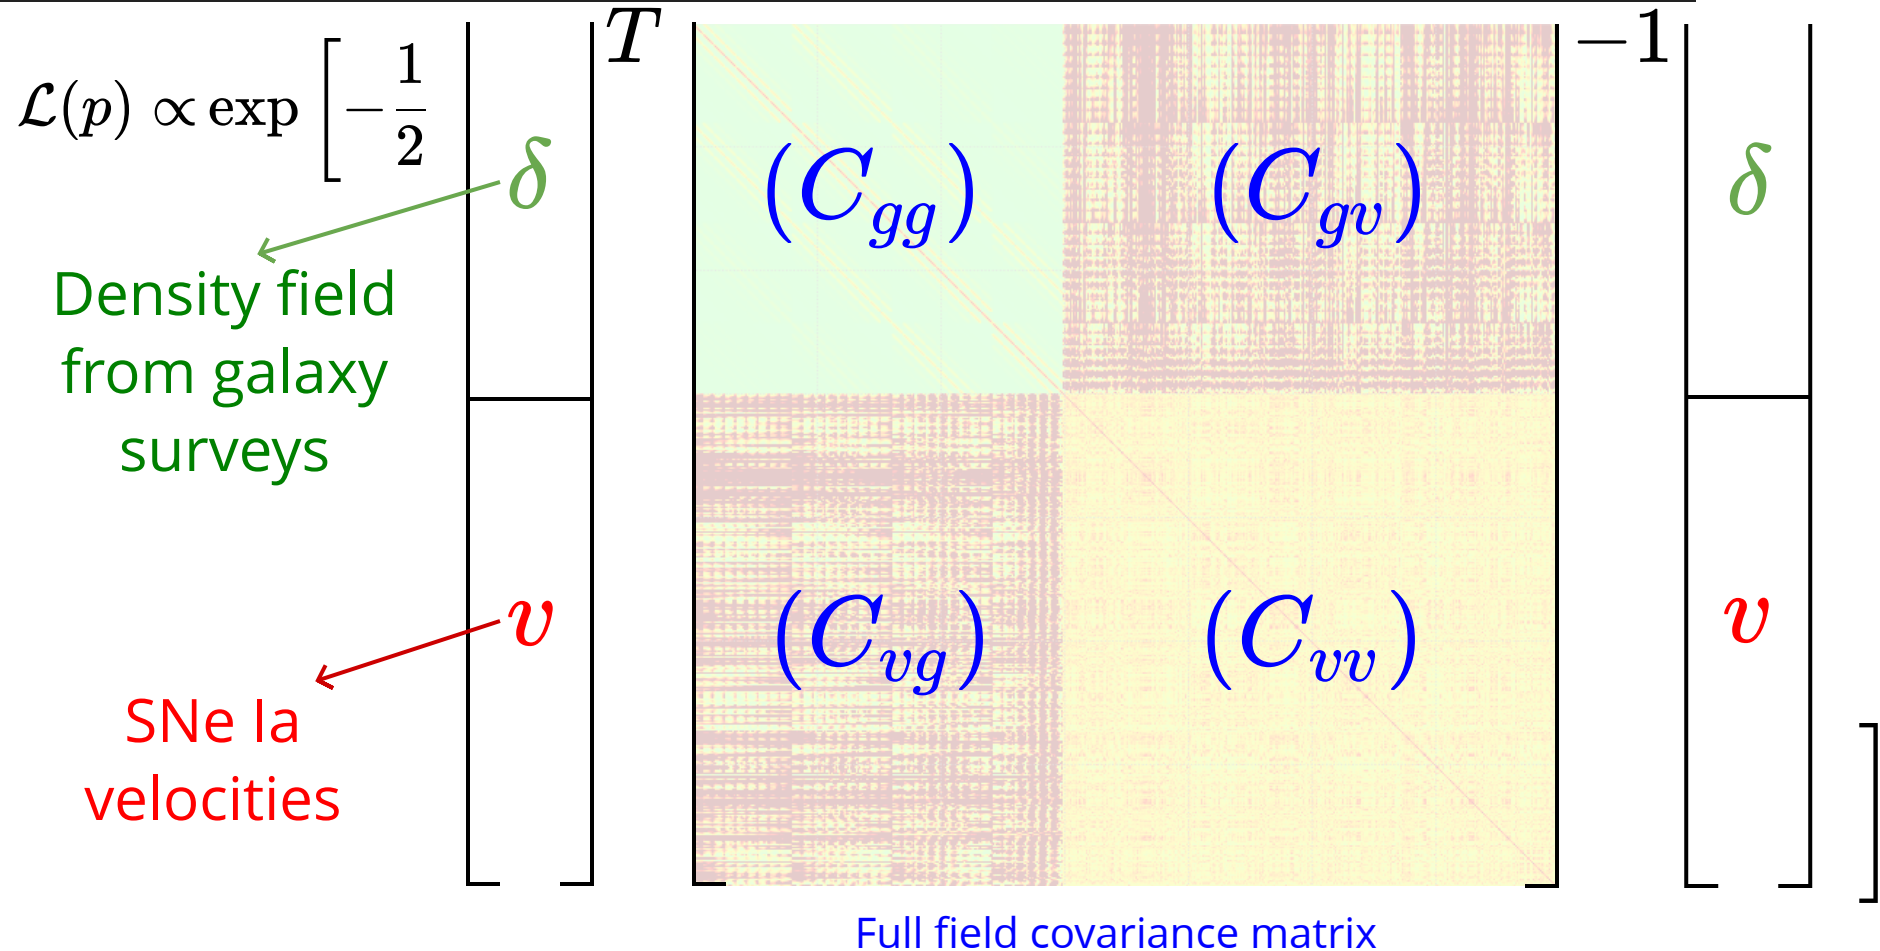 ℒ(p) ∝ exp [ −1/2
T
−1
δ
(C_gg)
(C_gv)
δ
Density field
from galaxy
surveys
v
(C_vg)
(C_vv)
v
SNe Ia
velocities
]
Full field covariance matrix